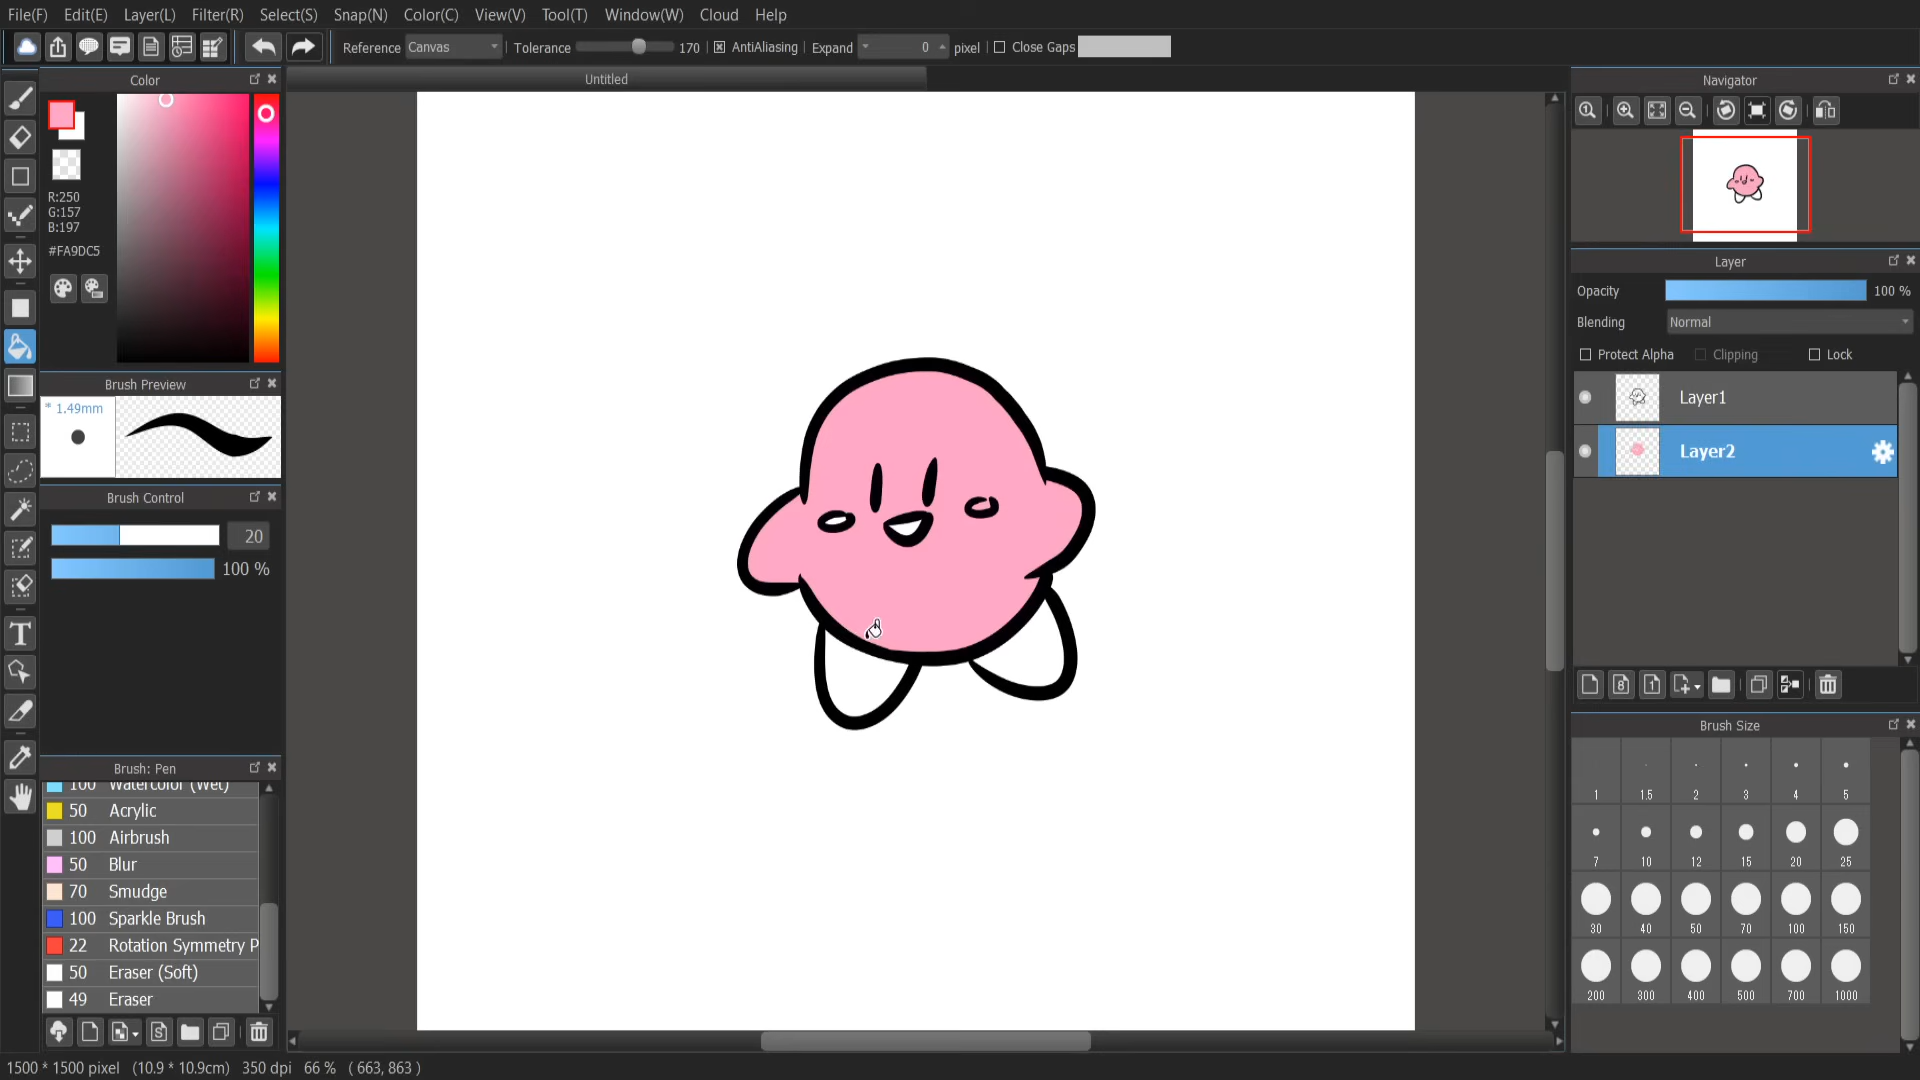 File(F) Edit(E) Layer(L) Filter(R) Select(S) Snap(N) Color(C) View(V) Tool(T) Window(W) Cloud Help
Reference Canvas Tolerance 170 AntiAliasing Expand 0 pixel Close Gaps
Color
Untitled
Navigator
R:250
G:157
B:197
#FA9DC5
Layer
Opacity 100 %
Blending Normal
Protect Alpha Clipping Lock
Brush Preview
* 1.49mm
Layer1
Layer2
Brush Control
20
100 %
Brush Size
1 1.5 2 3 4 5
7 10 12 15 20 25
30 40 50 70 100 150
200 300 400 500 700 1000
Brush: Pen
100 Watercolor (Wet)
50 Acrylic
100 Airbrush
50 Blur
70 Smudge
100 Sparkle Brush
22 Rotation Symmetry P
50 Eraser (Soft)
49 Eraser
1500 * 1500 pixel (10.9 * 10.9cm) 350 dpi 66 % ( 663, 863 )